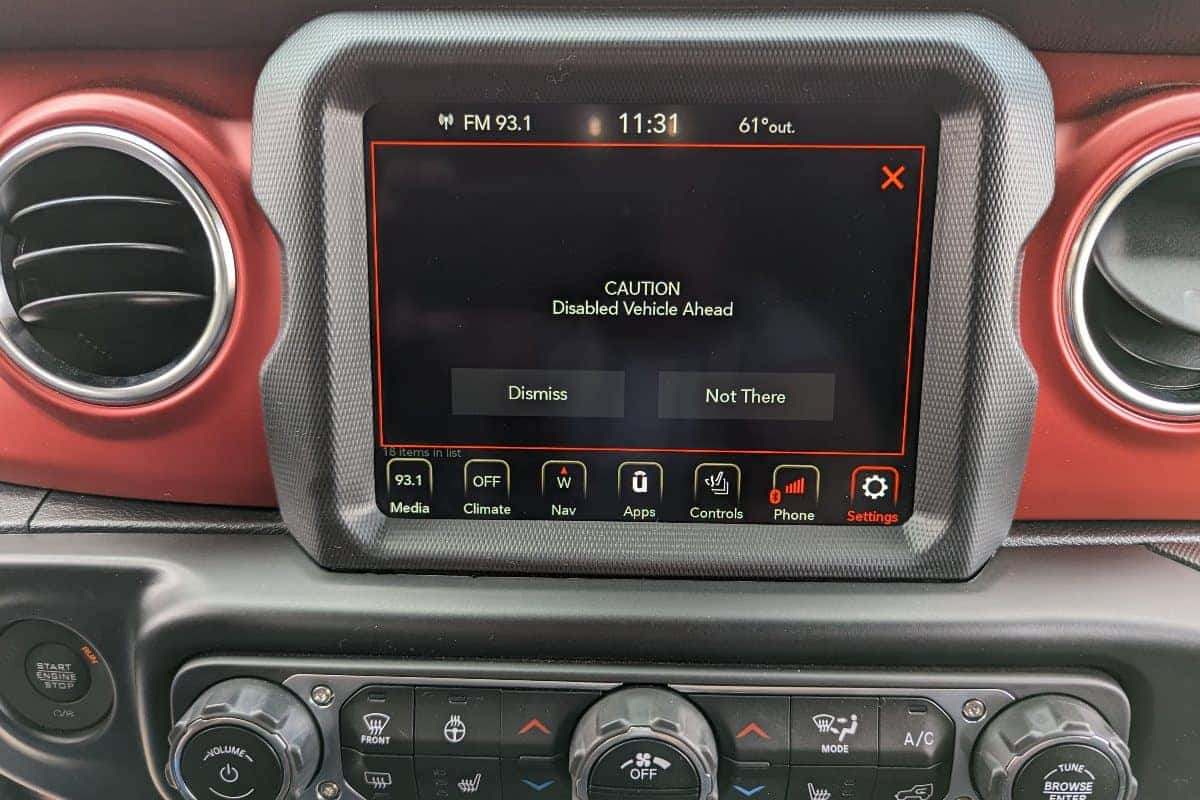 FM 93.1 11:31 61°out.
CAUTION
Disabled Vehicle Ahead
Dismiss Not There
18 items in list
93.1 OFF W
Media Climate Nav Apps Controls Phone Settings
START
ENGINE
STOP
RUN
FRONT
MODE
A/C
VOLUME
OFF
TUNE
BROWSE
ENTER